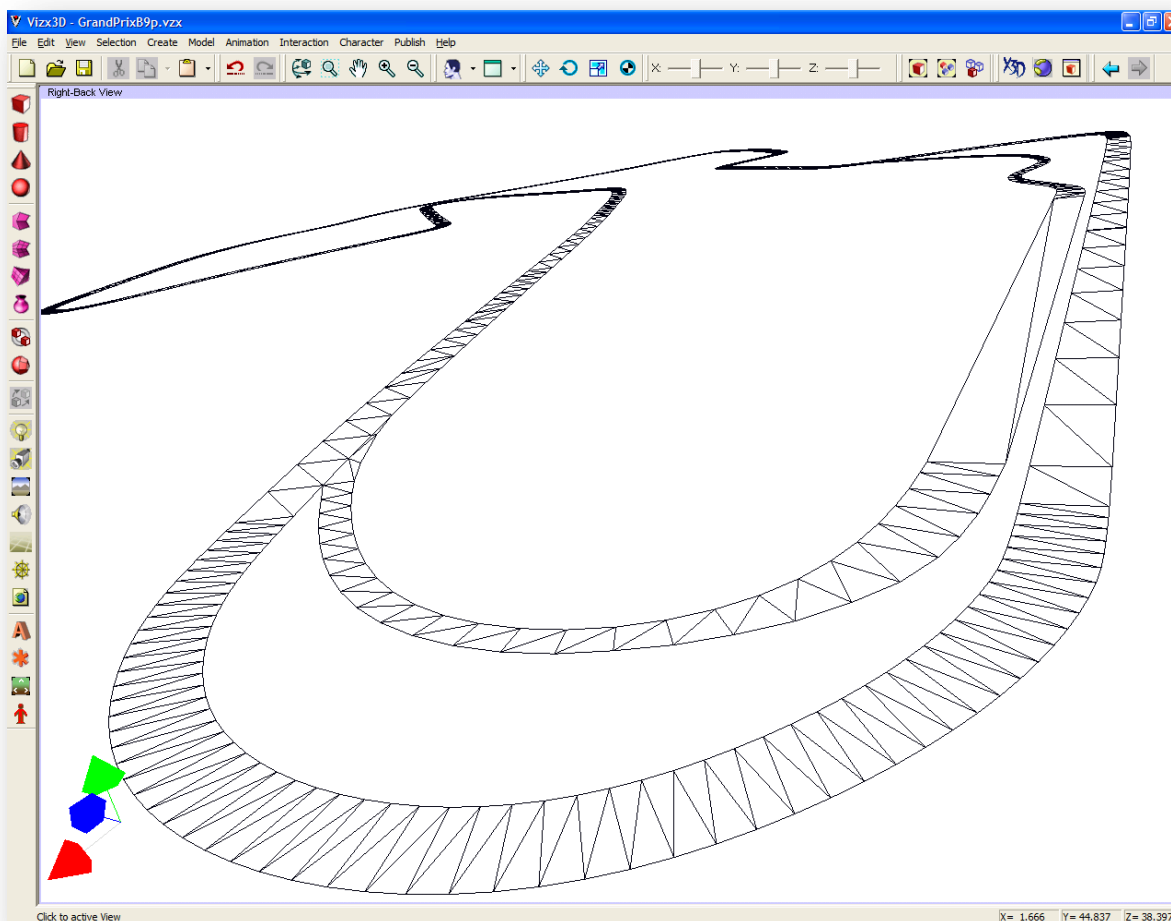 Vizx3D - GrandPrixB9p.vzx
File Edit View Selection Create Model Animation Interaction Character Publish Help
X: Y: Z: X3D
Right-Back View
A
Click to active View X= 1.666 Y= 44.837 Z= 38.397